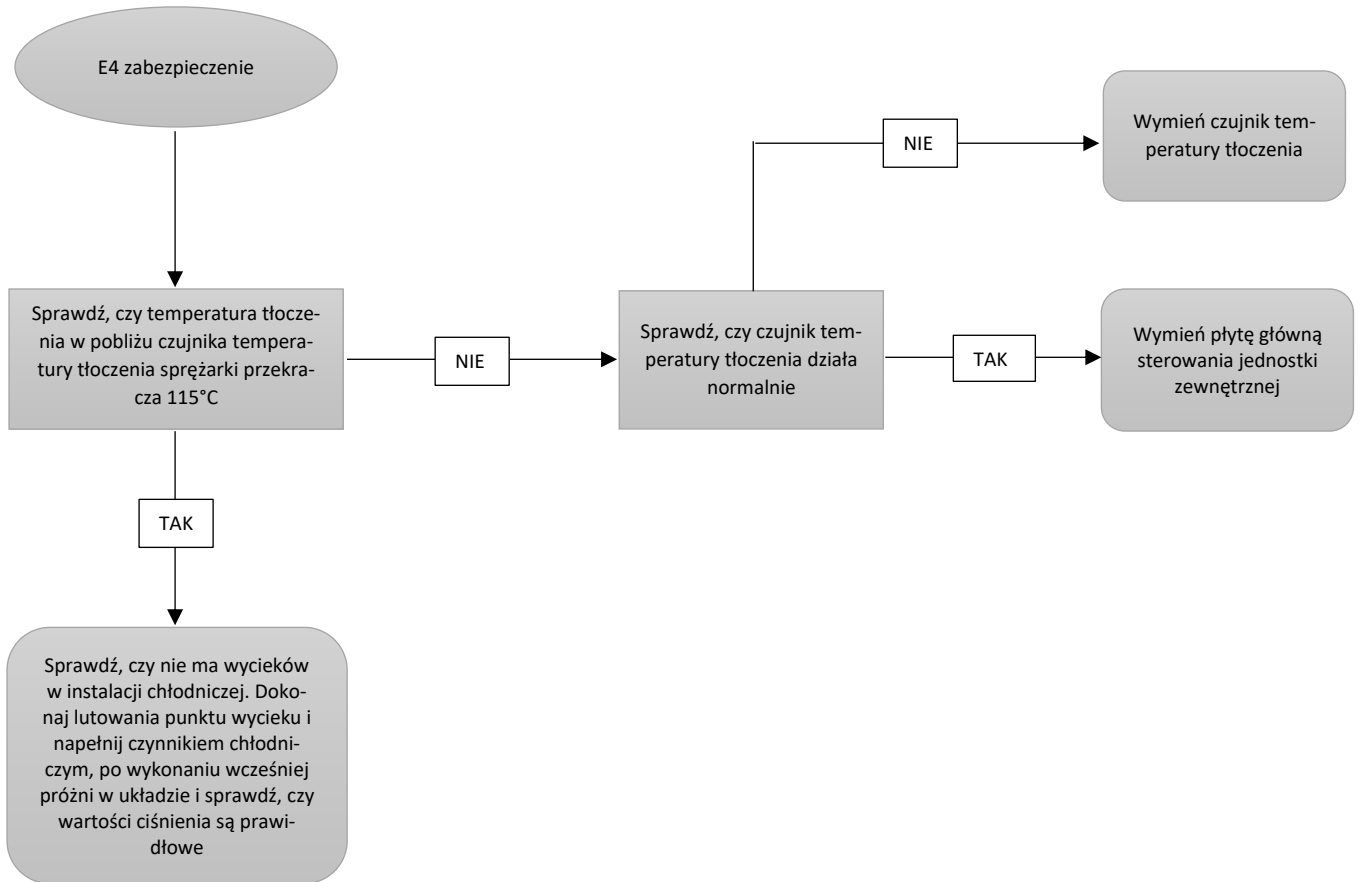 E4 zabezpieczenie
NIE
Wymień czujnik tem-
peratury tłoczenia
Sprawdź, czy temperatura tłocze-
nia w pobliżu czujnika tempera-
tury tłoczenia sprężarki przekra-
cza 115°C
NIE
Sprawdź, czy czujnik tem-
peratury tłoczenia działa
normalnie
TAK
Wymień płytę główną
sterowania jednostki
zewnętrznej
TAK
Sprawdź, czy nie ma wycieków
w instalacji chłodniczej. Doko-
naj lutowania punktu wycieku i
napełnij czynnikiem chłodni-
czym, po wykonaniu wcześniej
próżni w układzie i sprawdź, czy
wartości ciśnienia są prawi-
dłowe